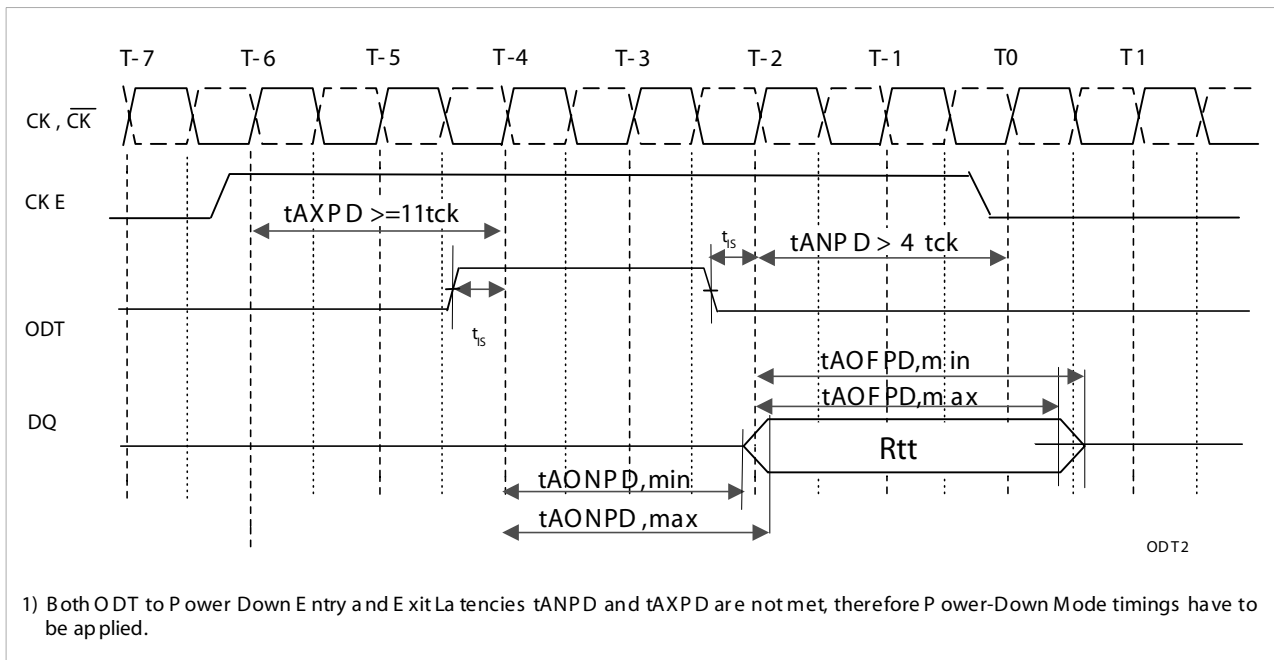 T-7 T-6 T-5 T-4 T-3 T-2 T-1 T0 T1
CK, CK
CKE
tAXPD >=11tck
tIS
tANPD > 4 tck
ODT
tIS
tAOFPD,min
tAOFPD,max
DQ
Rtt
tAONPD,min
tAONPD,max
ODT2
1) Both ODT to Power Down Entry and Exit Latencies tANPD and tAXPD are not met, therefore Power-Down Mode timings have to
be applied.